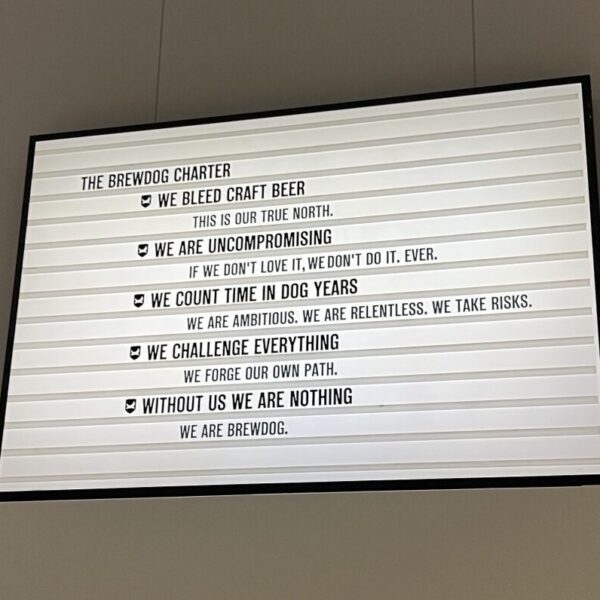 THE BREWDOG CHARTER
WE BLEED CRAFT BEER
THIS IS OUR TRUE NORTH.
WE ARE UNCOMPROMISING
IF WE DON'T LOVE IT, WE DON'T DO IT. EVER.
WE COUNT TIME IN DOG YEARS
WE ARE AMBITIOUS. WE ARE RELENTLESS. WE TAKE RISKS.
WE CHALLENGE EVERYTHING
WE FORGE OUR OWN PATH.
WITHOUT US WE ARE NOTHING
WE ARE BREWDOG.